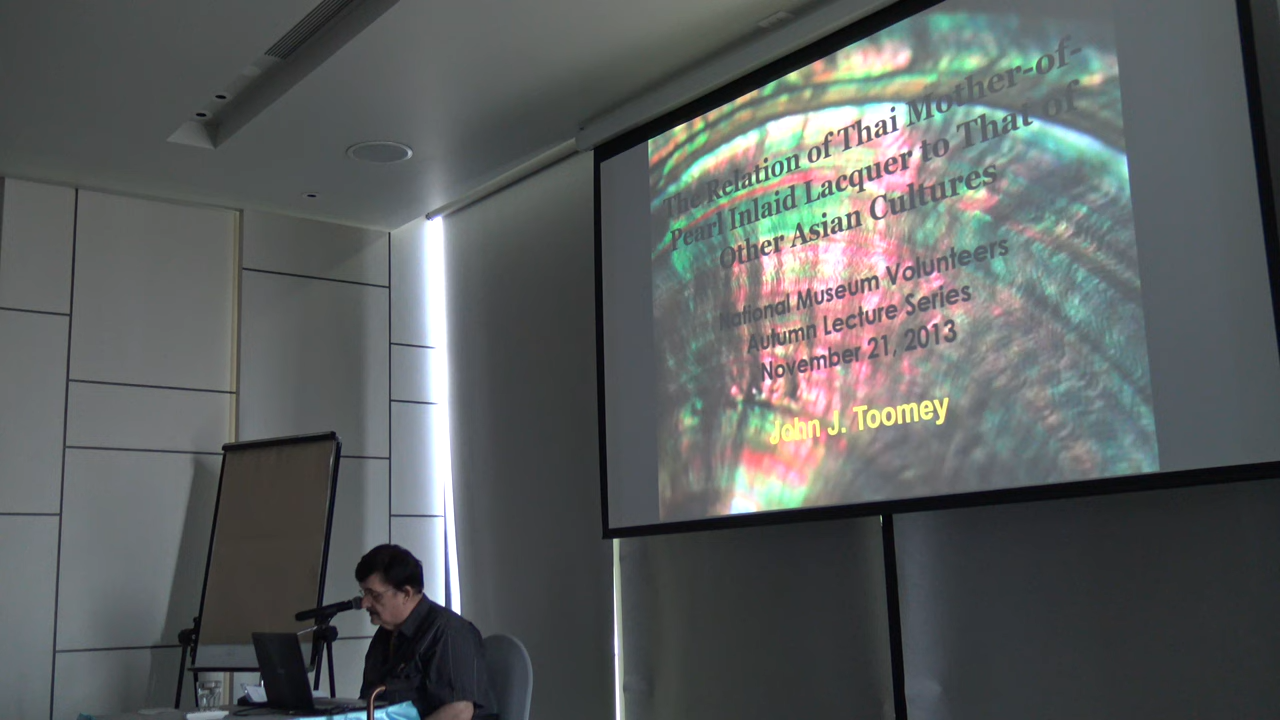 The Relation of Thai Mother-of-
Pearl Inlaid Lacquer to That of
Other Asian Cultures
National Museum Volunteers
Autumn Lecture Series
November 21, 2013
John J. Toomey